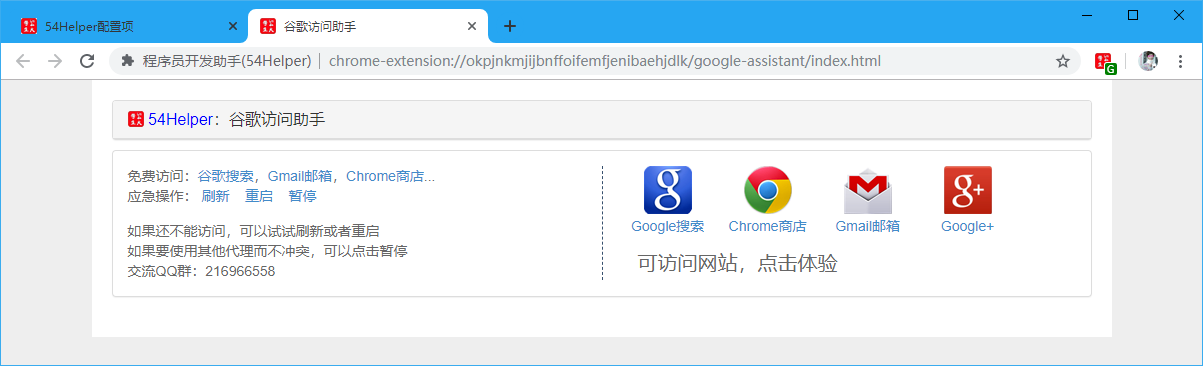 54Helper配置项
谷歌访问助手
程序员开发助手(54Helper) | chrome-extension://okpjnkmjijbnffoifemfjenibaehjdlk/google-assistant/index.html
G
54Helper：谷歌访问助手
免费访问：谷歌搜索，Gmail邮箱，Chrome商店...
应急操作： 刷新 重启 暂停
如果还不能访问，可以试试刷新或者重启
如果要使用其他代理而不冲突，可以点击暂停
交流QQ群：216966558
g
g+
Google搜索 Chrome商店 Gmail邮箱 Google+
可访问网站，点击体验